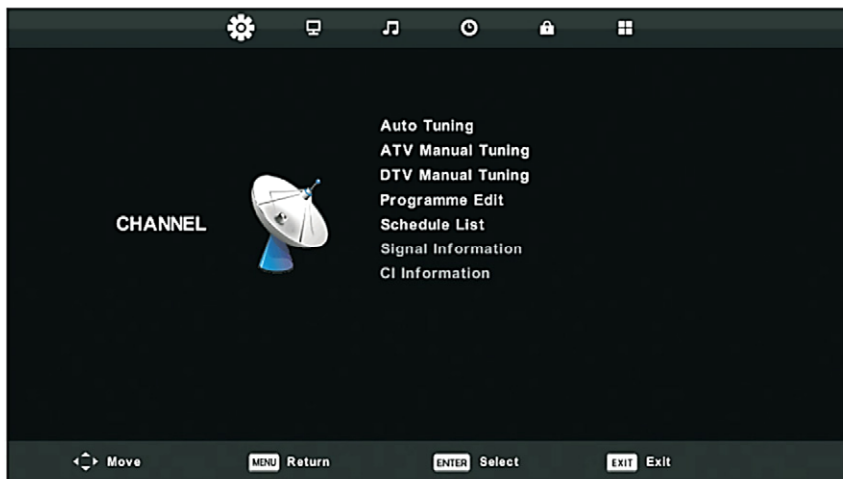 Auto Tuning
ATV Manual Tuning
DTV Manual Tuning
Programme Edit
CHANNEL
Schedule List
Signal Information
CI Information
Move MENU Return ENTER Select EXIT Exit